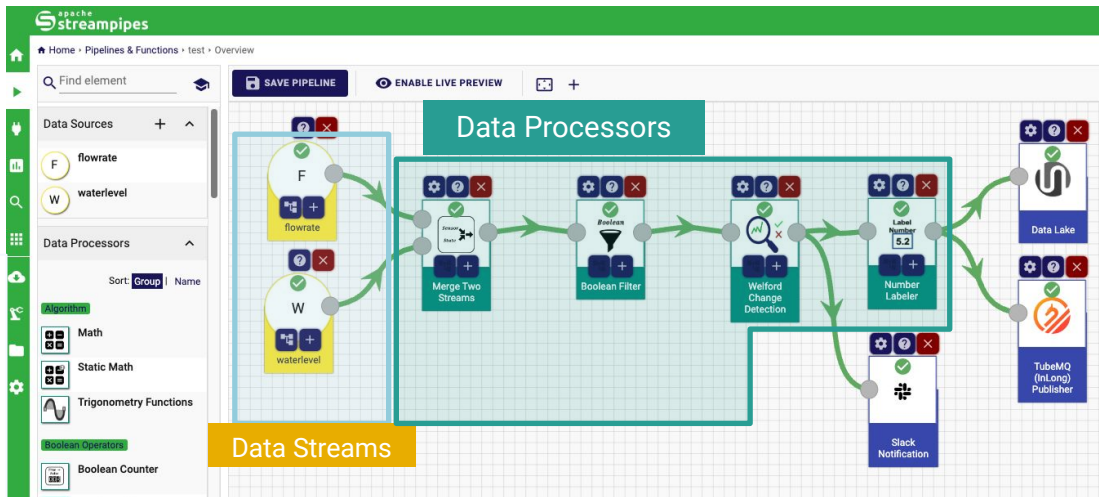 apache
streampipes
Home › Pipelines & Functions › test › Overview
Find element
SAVE PIPELINE
ENABLE LIVE PREVIEW
Data Sources
F
flowrate
W
waterlevel
Data Processors
Sort: Group | Name
Algorithm
Math
Static Math
Trigonometry Functions
Boolean Operators
Boolean Counter
Data Processors
F
flowrate
W
waterlevel
Data Streams
Merge Two
Streams
Boolean
Boolean Filter
Welford
Change
Detection
Label
Number
5.2
Number
Labeler
Data Lake
TubeMQ
(InLong)
Publisher
Slack
Notification